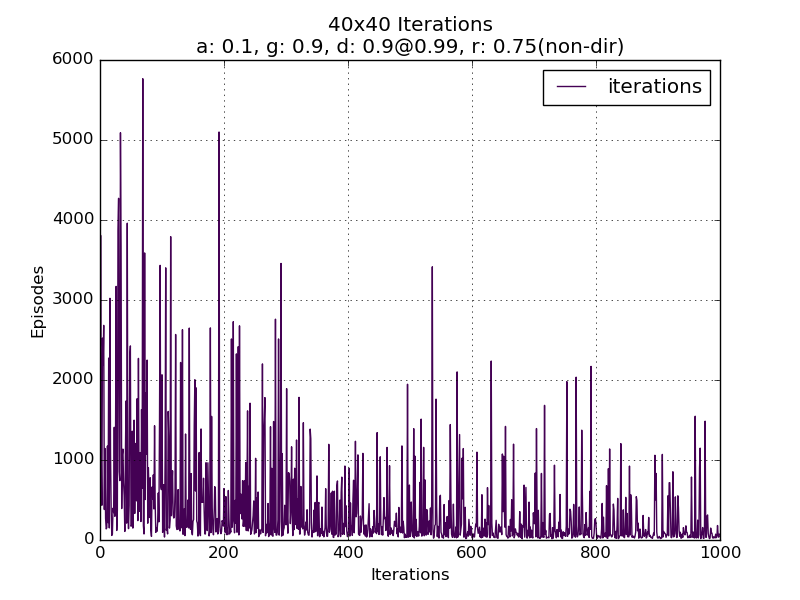 40x40 Iterations
a: 0.1, g: 0.9, d: 0.9@0.99, r: 0.75(non-dir)
iterations
6000
5000
4000
3000
2000
1000
0
Episodes
0 200 400 600 800 1000
Iterations